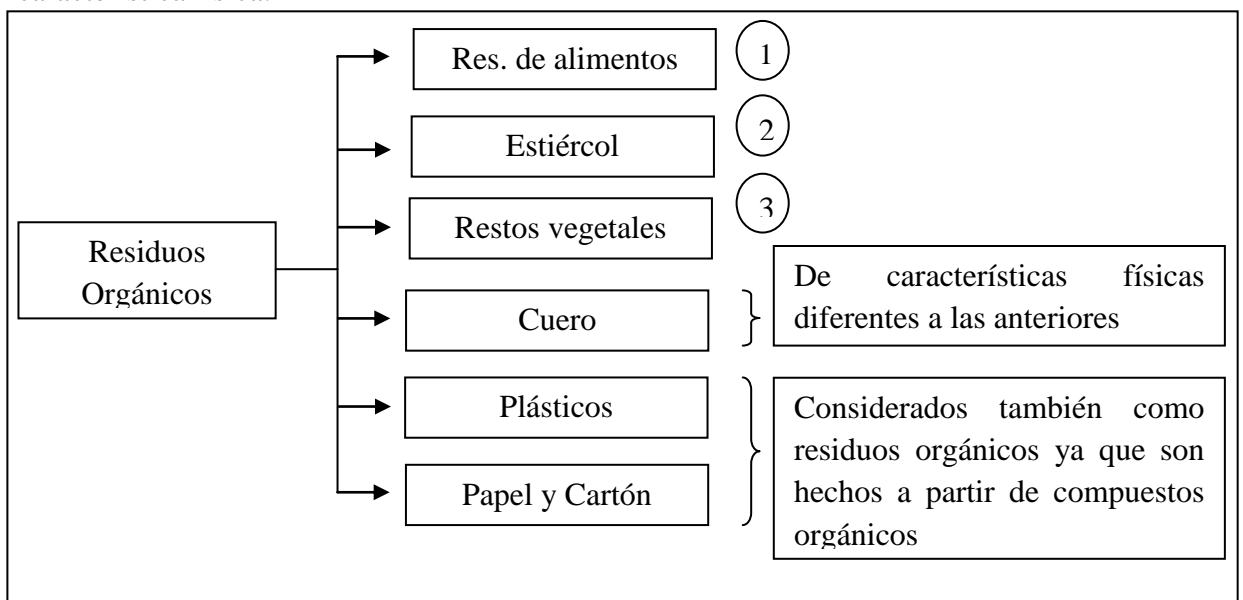 Res. de alimentos
1
Estiércol
2
Restos vegetales
3
Residuos
Orgánicos
Cuero
De características físicas
diferentes a las anteriores
Plásticos
Papel y Cartón
Considerados también como
residuos orgánicos ya que son
hechos a partir de compuestos
orgánicos